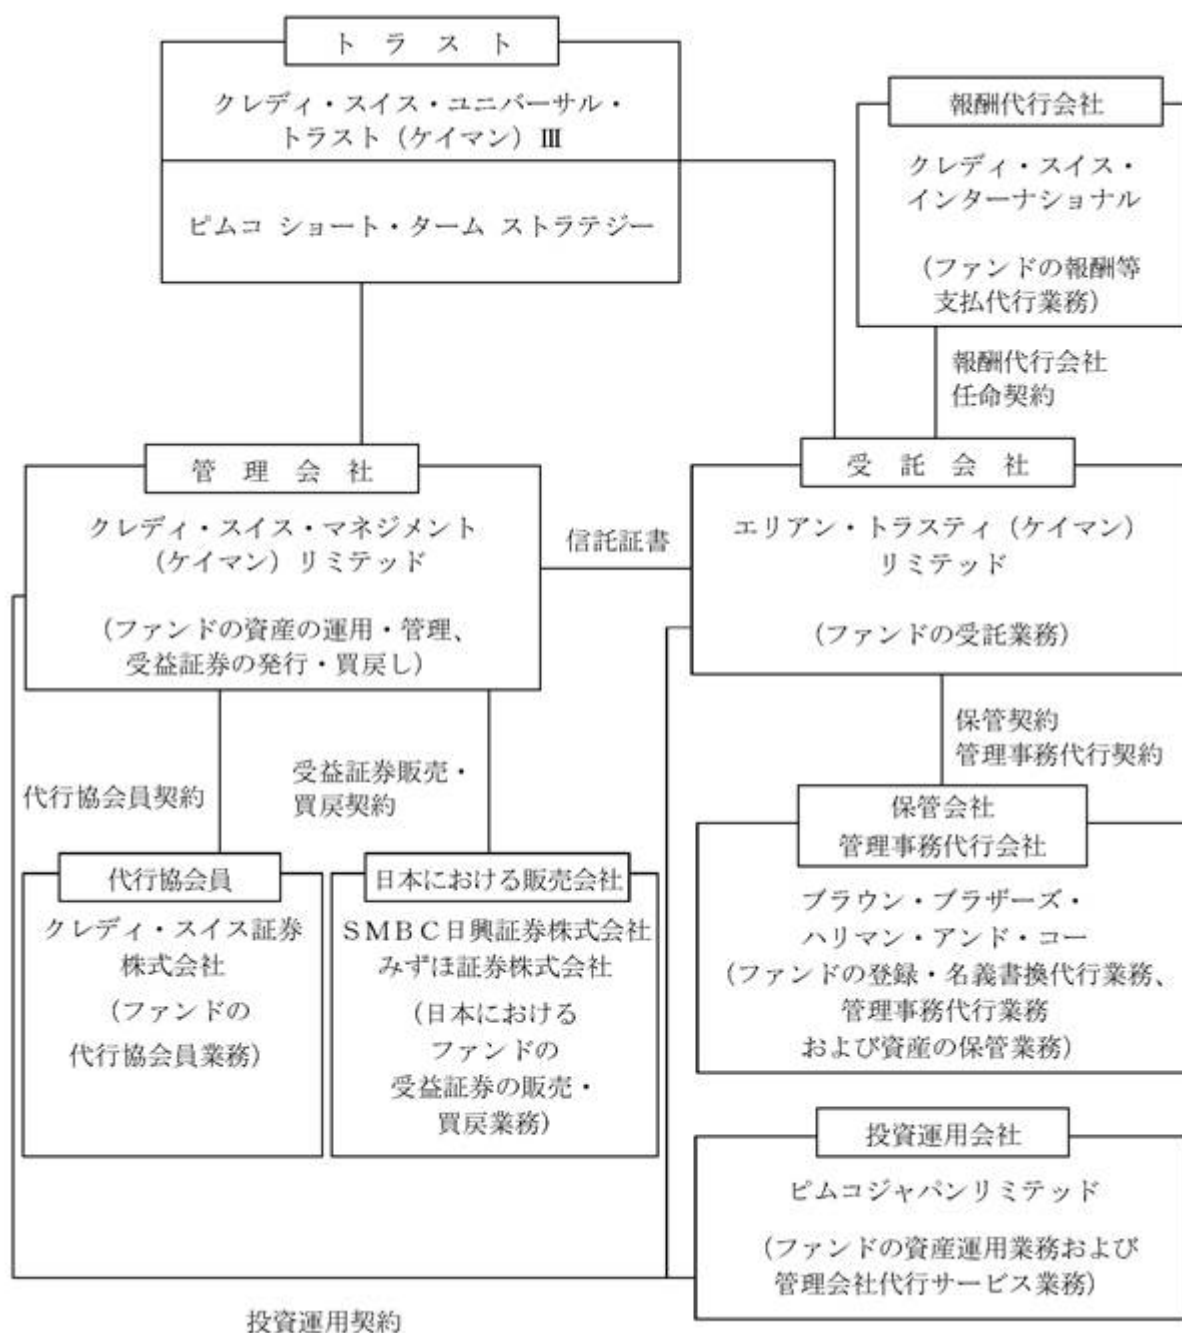 トラスト
クレディ・スイス・ユニバーサル・
トラスト（ケイマン）Ⅲ
ピムコ ショート・ターム ストラテジー
報酬代行会社
クレディ・スイス・
インターナショナル
（ファンドの報酬等
支払代行業務）
報酬代行会社
任命契約
管理会社
クレディ・スイス・マネジメント
（ケイマン）リミテッド
（ファンドの資産の運用・管理、
受益証券の発行・買戻し）
信託証書
受託会社
エリアン・トラスティ（ケイマン）
リミテッド
（ファンドの受託業務）
代行協会員契約
受益証券販売・
買戻契約
保管契約
管理事務代行契約
代行協会員
クレディ・スイス証券
株式会社
（ファンドの
代行協会員業務）
日本における販売会社
ＳＭＢＣ日興証券株式会社
みずほ証券株式会社
（日本における
ファンドの
受益証券の販売・
買戻業務）
保管会社
管理事務代行会社
ブラウン・ブラザーズ・
ハリマン・アンド・コー
（ファンドの登録・名義書換代行業務、
管理事務代行業務
および資産の保管業務）
投資運用会社
ピムコジャパンリミテッド
（ファンドの資産運用業務および
管理会社代行サービス業務）
投資運用契約